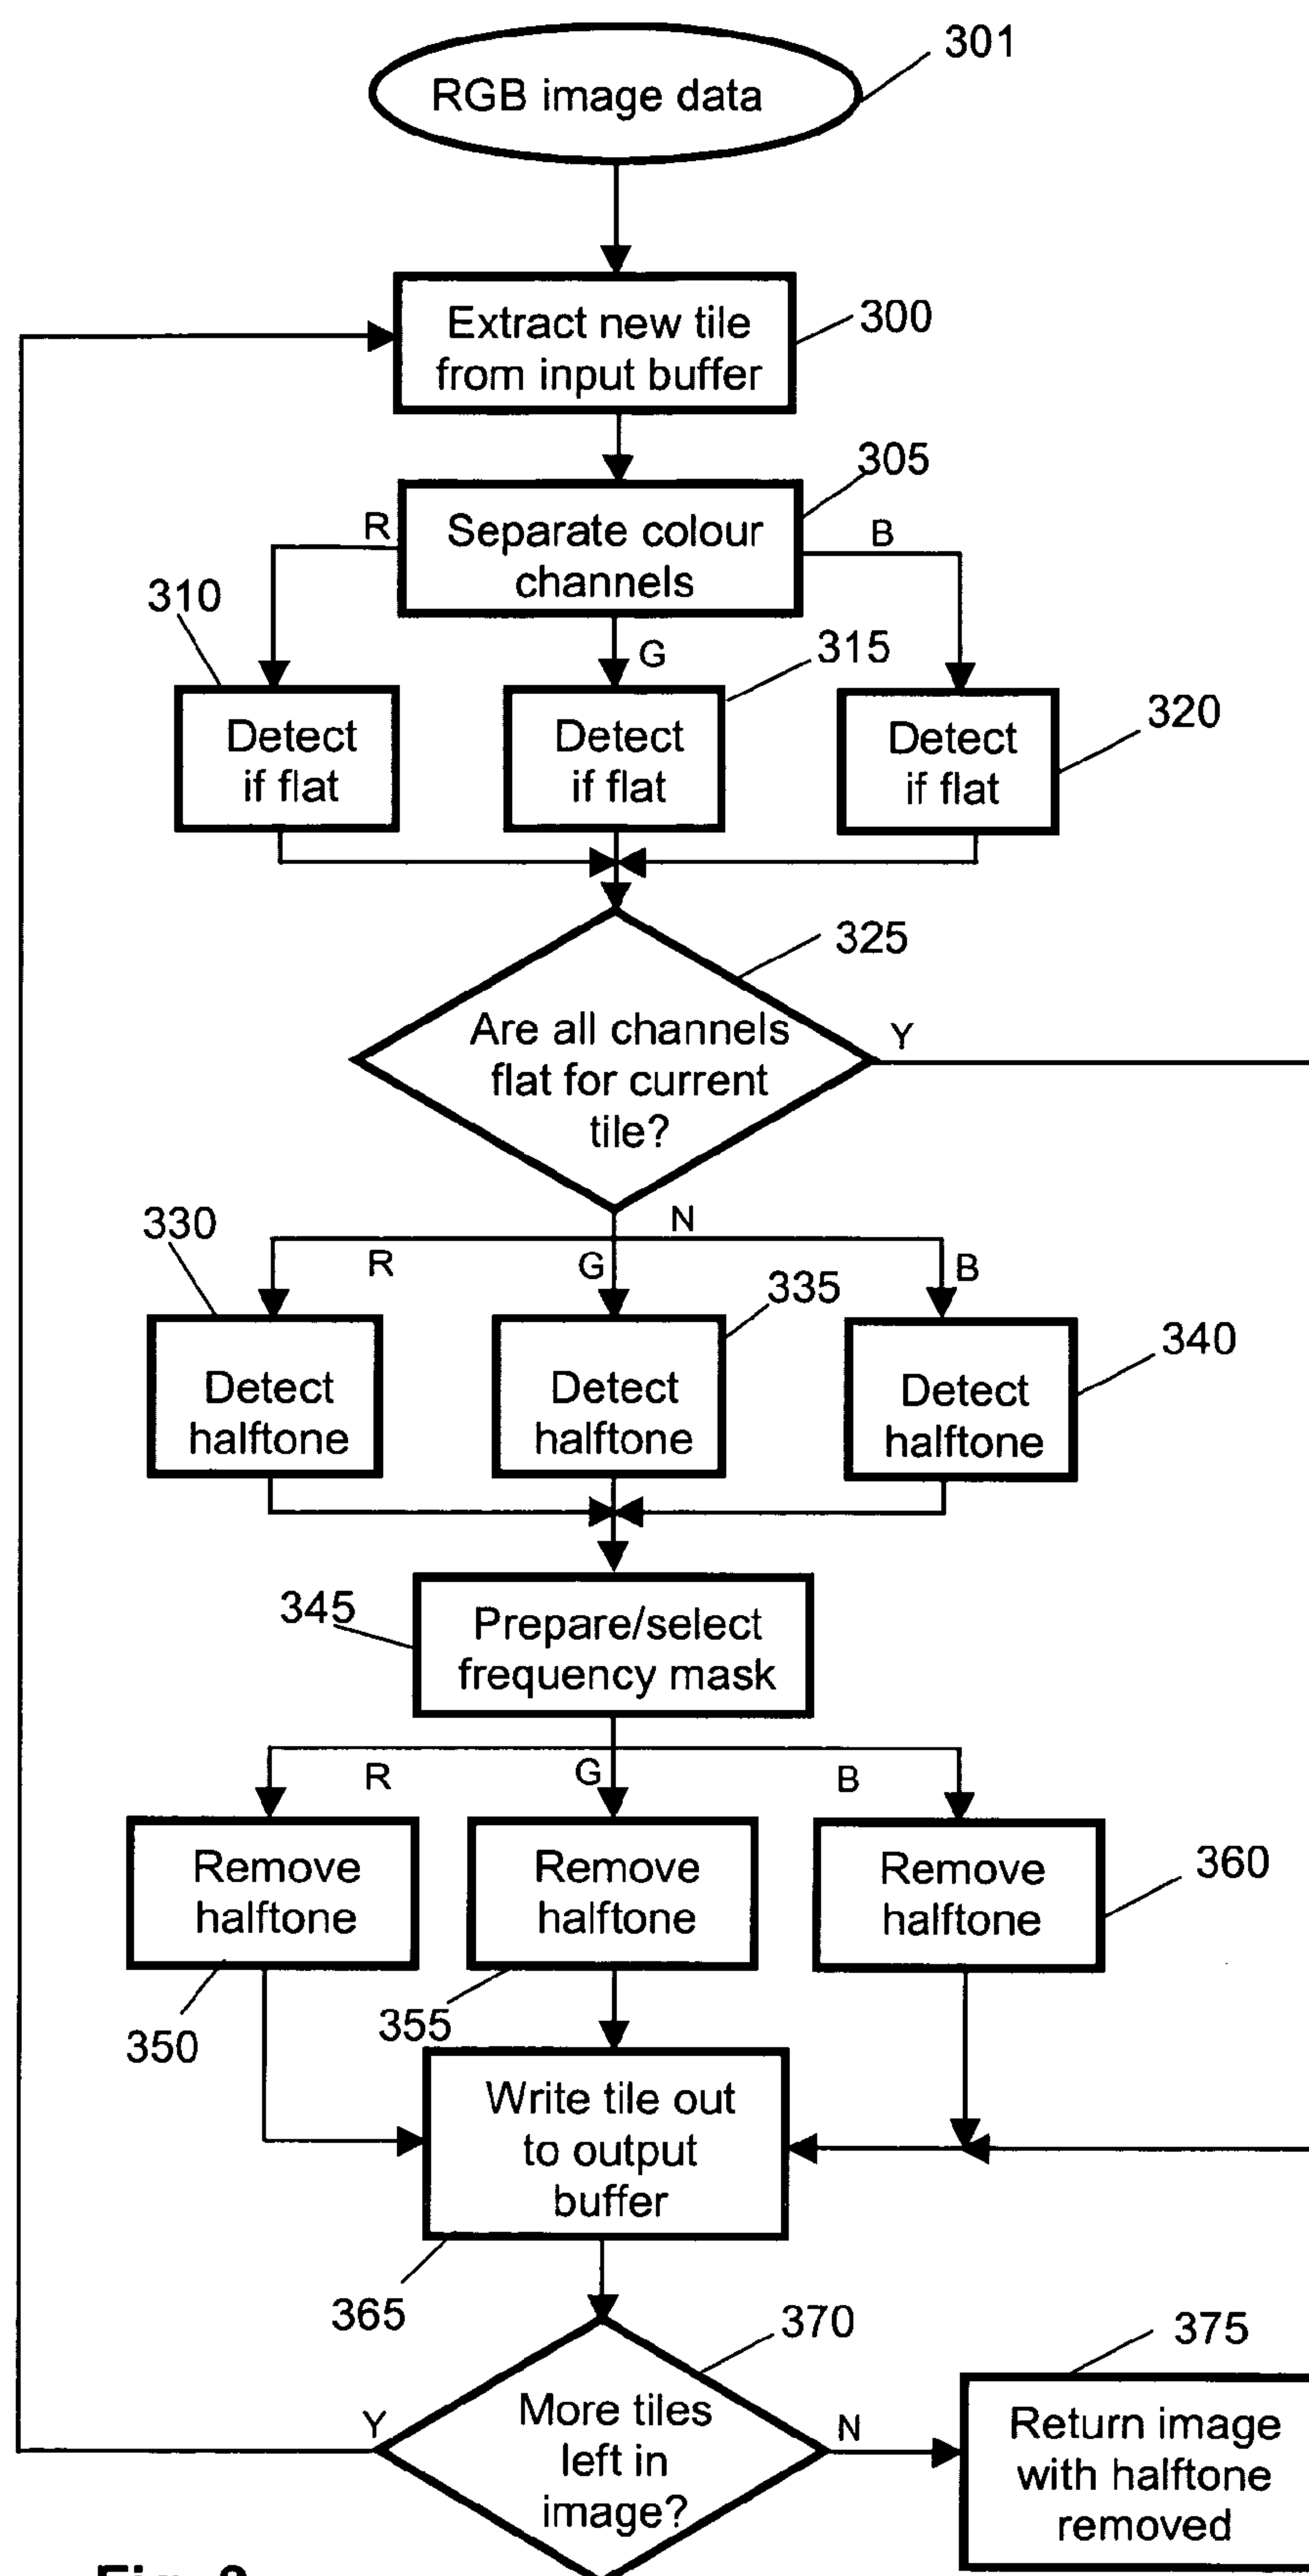 301
RGB image data
300
Extract new tile
from input buffer
305
R
B
Separate colour
channels
310
G
315
320
Detect
if flat
Detect
if flat
Detect
if flat
325
Are all channels
flat for current
tile?
Y
330
N
R
G
B
335
340
Detect
halftone
Detect
halftone
Detect
halftone
345
Prepare/select
frequency mask
R
G
B
Remove
halftone
Remove
halftone
Remove
halftone
360
350
355
Write tile out
to output
buffer
365
370
375
More tiles
left in
image?
Y
N
Return image
with halftone
removed